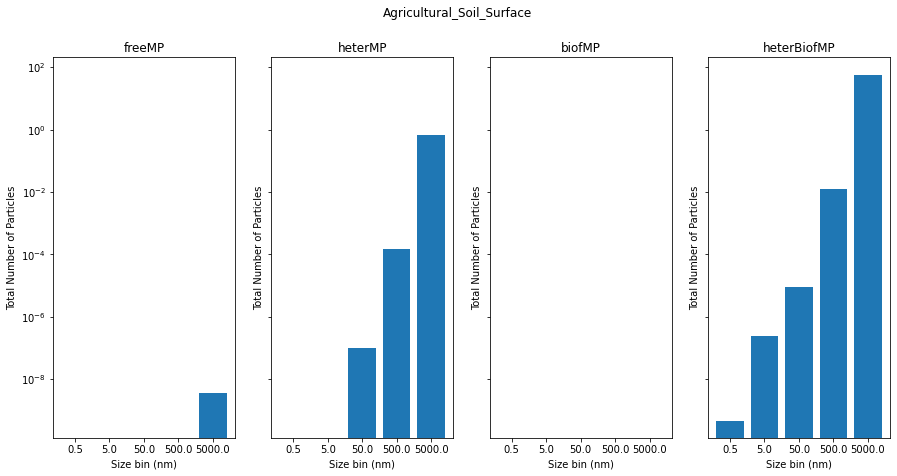 Agricultural_Soil_Surface
freeMP
heterMP
biofMP
heterBiofMP
Total Number of Particles
10²
10⁰
10⁻²
10⁻⁴
10⁻⁶
10⁻⁸
0.5 5.0 50.0 500.0 5000.0
Size bin (nm)
Total Number of Particles
0.5 5.0 50.0 500.0 5000.0
Size bin (nm)
Total Number of Particles
0.5 5.0 50.0 500.0 5000.0
Size bin (nm)
Total Number of Particles
0.5 5.0 50.0 500.0 5000.0
Size bin (nm)